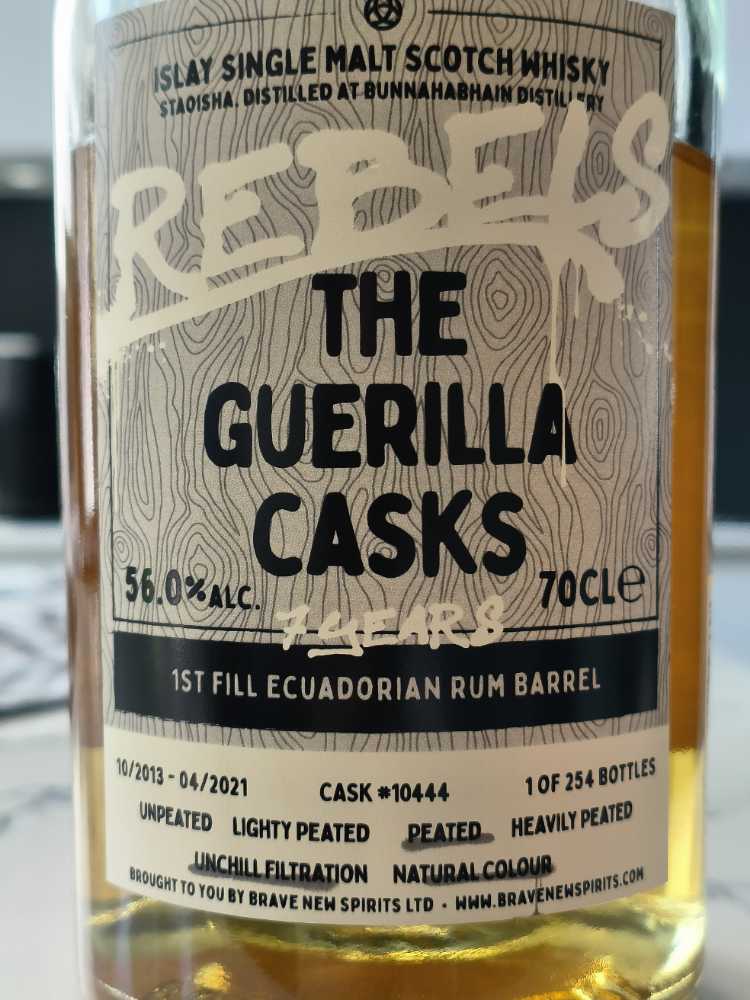 ISLAY SINGLE MALT SCOTCH WHISKY
STAOISHA. DISTILLED AT BUNNAHABHAIN DISTILLERY
REBELS
THE
GUERILLA
CASKS
56.0% ALC. 70CL℮
7 YEARS
1ST FILL ECUADORIAN RUM BARREL
10/2013 - 04/2021 CASK #10444 1 OF 254 BOTTLES
UNPEATED LIGHTY PEATED PEATED HEAVILY PEATED
UNCHILL FILTRATION NATURAL COLOUR
BROUGHT TO YOU BY BRAVE NEW SPIRITS LTD • WWW.BRAVENEWSPIRITS.COM